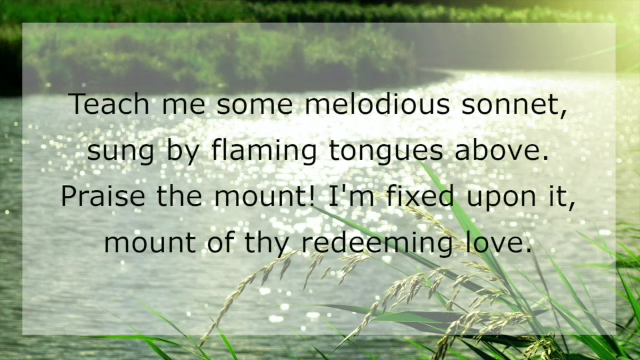 Teach me some melodious sonnet,
sung by flaming tongues above.
Praise the mount! I'm fixed upon it,
mount of thy redeeming love.